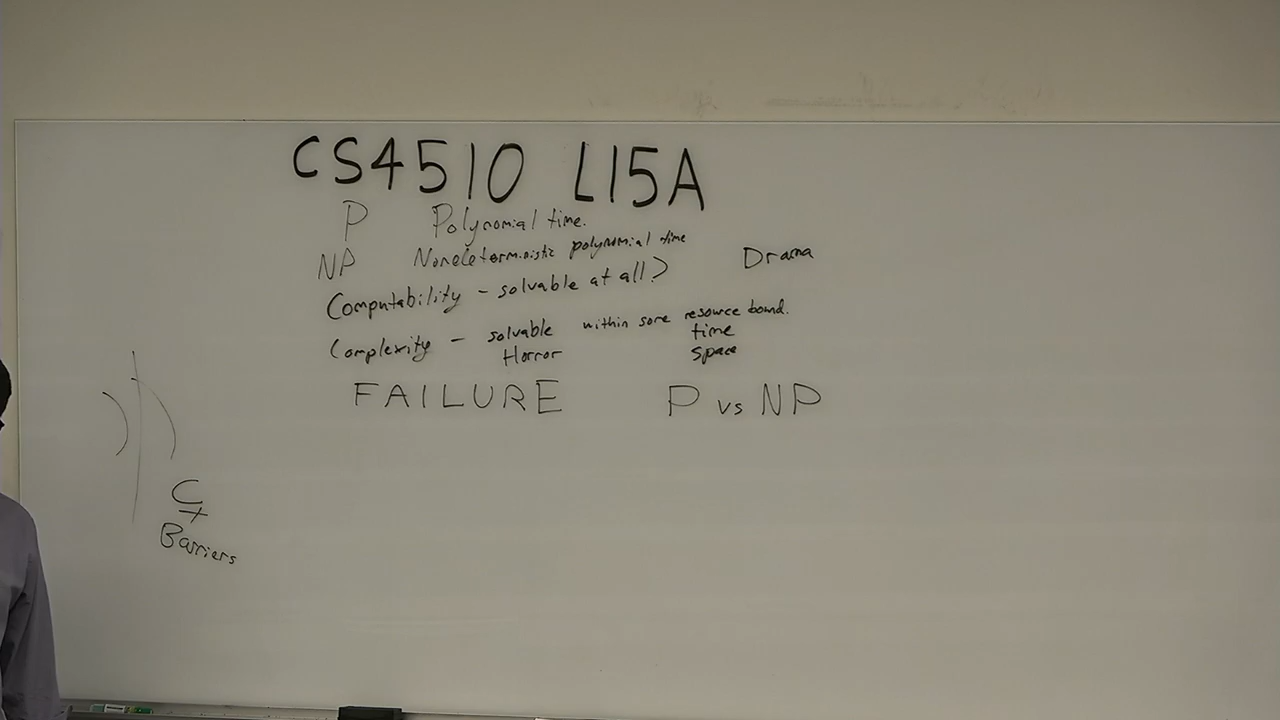 CS4510 L15A
P Polynomial time.
NP Nondeterministic polynomial time
Drama
Computability - solvable at all?
Complexity - solvable within some resource bound.
time
Horror
space
FAILURE P vs NP
C
Barriers